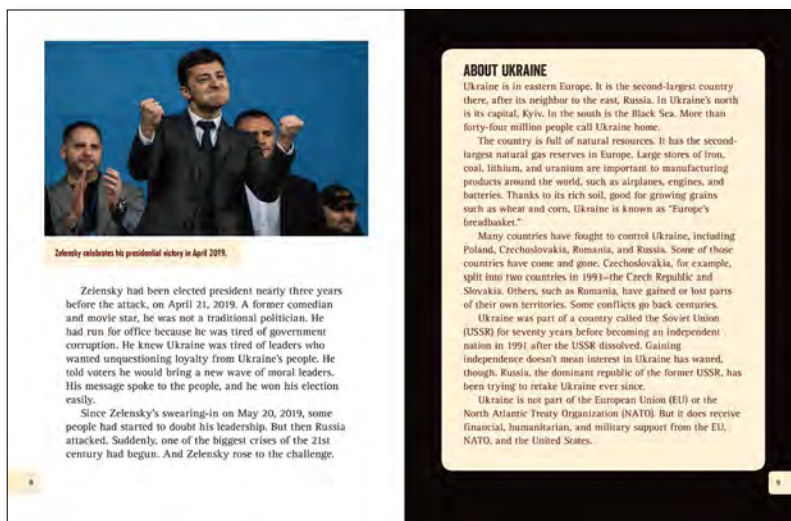 Zelensky celebrates his presidential victory in April 2019.
Zelensky had been elected president nearly three years
before the attack, on April 21, 2019. A former comedian
and movie star, he was not a traditional politician. He
had run for office because he was tired of government
corruption. He knew Ukraine was tired of leaders who
wanted unquestioning loyalty from Ukraine's people. He
told voters he would bring a new wave of moral leaders.
His message spoke to the people, and he won his election
easily.
Since Zelensky's swearing-in on May 20, 2019, some
people had started to doubt his leadership. But then Russia
attacked. Suddenly, one of the biggest crises of the 21st
century had begun. And Zelensky rose to the challenge.
8
ABOUT UKRAINE
Ukraine is in eastern Europe. It is the second-largest country
there, after its neighbor to the east, Russia. In Ukraine's north
is its capital, Kyiv. In the south is the Black Sea. More than
forty-four million people call Ukraine home.
The country is full of natural resources. It has the second-
largest natural gas reserves in Europe. Large stores of iron,
coal, lithium, and uranium are important to manufacturing
products around the world, such as airplanes, engines, and
batteries. Thanks to its rich soil, good for growing grains
such as wheat and corn, Ukraine is known as "Europe's
breadbasket."
Many countries have fought to control Ukraine, including
Poland, Czechoslovakia, Romania, and Russia. Some of those
countries have come and gone. Czechoslovakia, for example,
split into two countries in 1993—the Czech Republic and
Slovakia. Others, such as Romania, have gained or lost parts
of their own territories. Some conflicts go back centuries.
Ukraine was part of a country called the Soviet Union
(USSR) for seventy years before becoming an independent
nation in 1991 after the USSR dissolved. Gaining
independence doesn't mean interest in Ukraine has waned,
though. Russia, the dominant republic of the former USSR, has
been trying to retake Ukraine ever since.
Ukraine is not part of the European Union (EU) or the
North Atlantic Treaty Organization (NATO). But it does receive
financial, humanitarian, and military support from the EU,
NATO, and the United States.
9